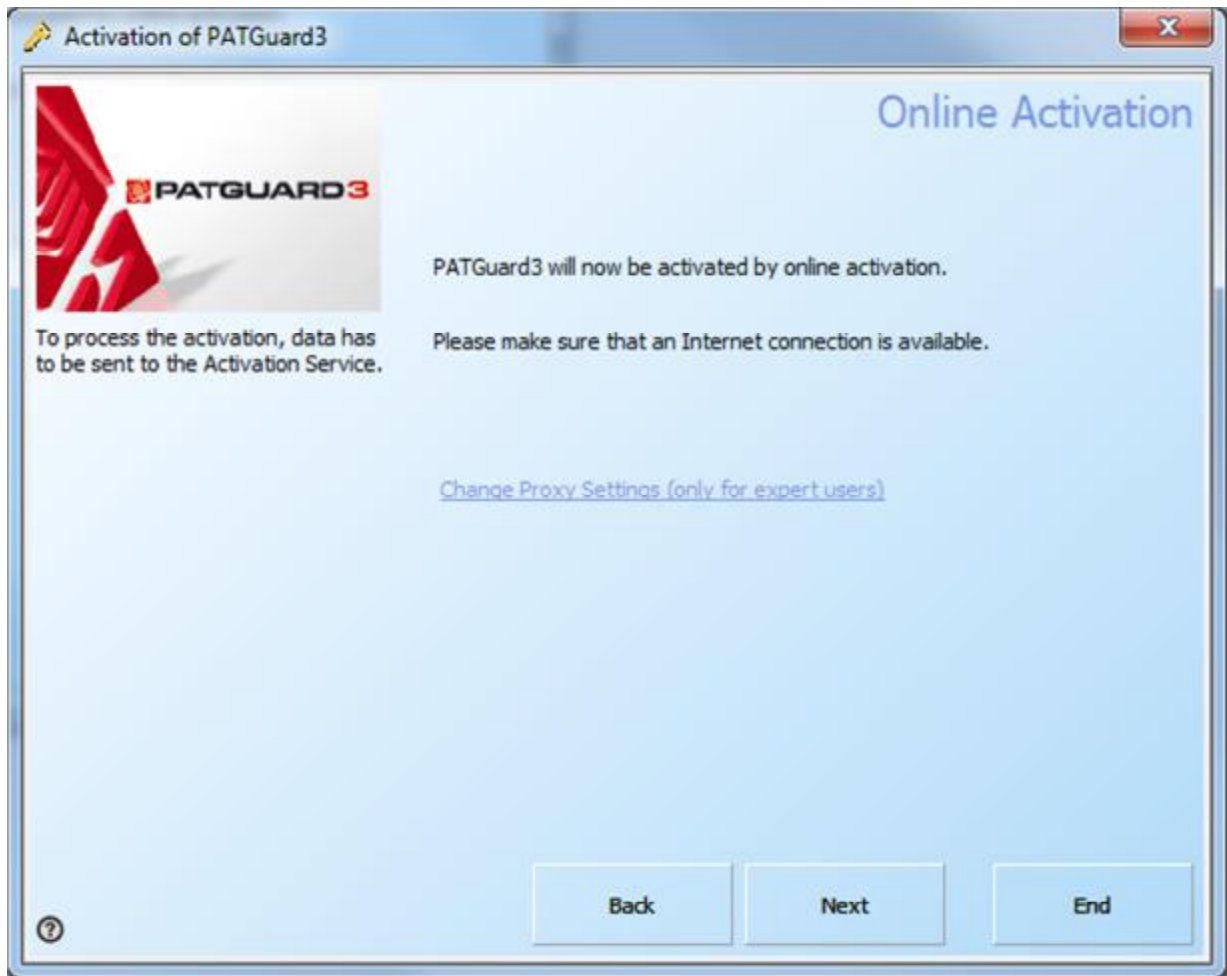 Activation of PATGuard3
Online Activation
PATGUARD3
PATGuard3 will now be activated by online activation.
To process the activation, data has
to be sent to the Activation Service.
Please make sure that an Internet connection is available.
Change Proxy Settings (only for expert users)
Back
Next
End